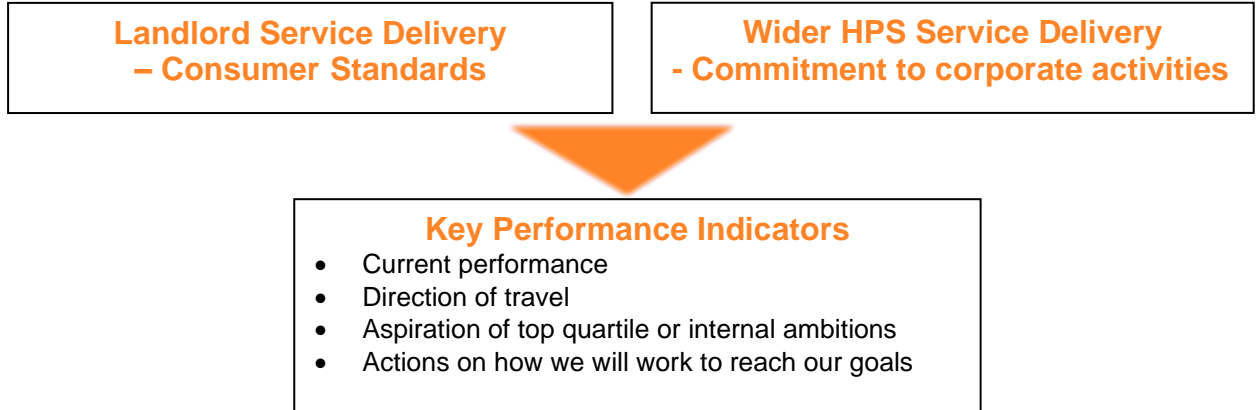 Landlord Service Delivery
– Consumer Standards
Wider HPS Service Delivery
- Commitment to corporate activities
Key Performance Indicators
• Current performance
• Direction of travel
• Aspiration of top quartile or internal ambitions
• Actions on how we will work to reach our goals